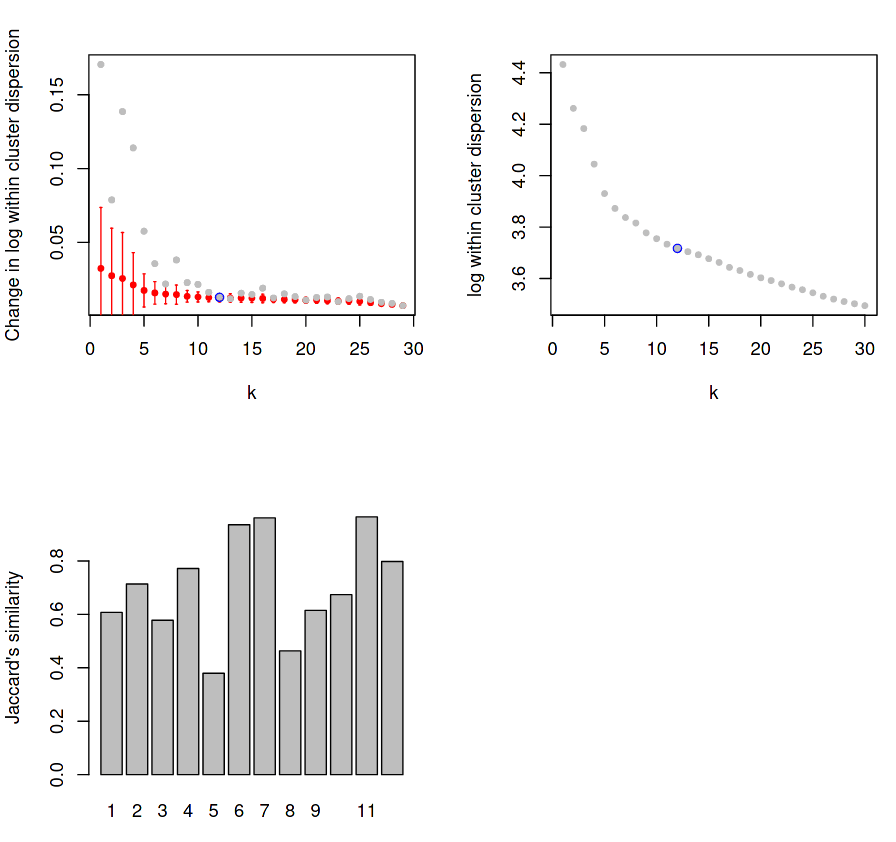 Change in log within cluster dispersion
0.15
0.10
0.05
0 5 10 15 20 25 30
k
log within cluster dispersion
4.4
4.2
4.0
3.8
3.6
0 5 10 15 20 25 30
k
Jaccard's similarity
0.8
0.6
0.4
0.2
0.0
1 2 3 4 5 6 7 8 9 11